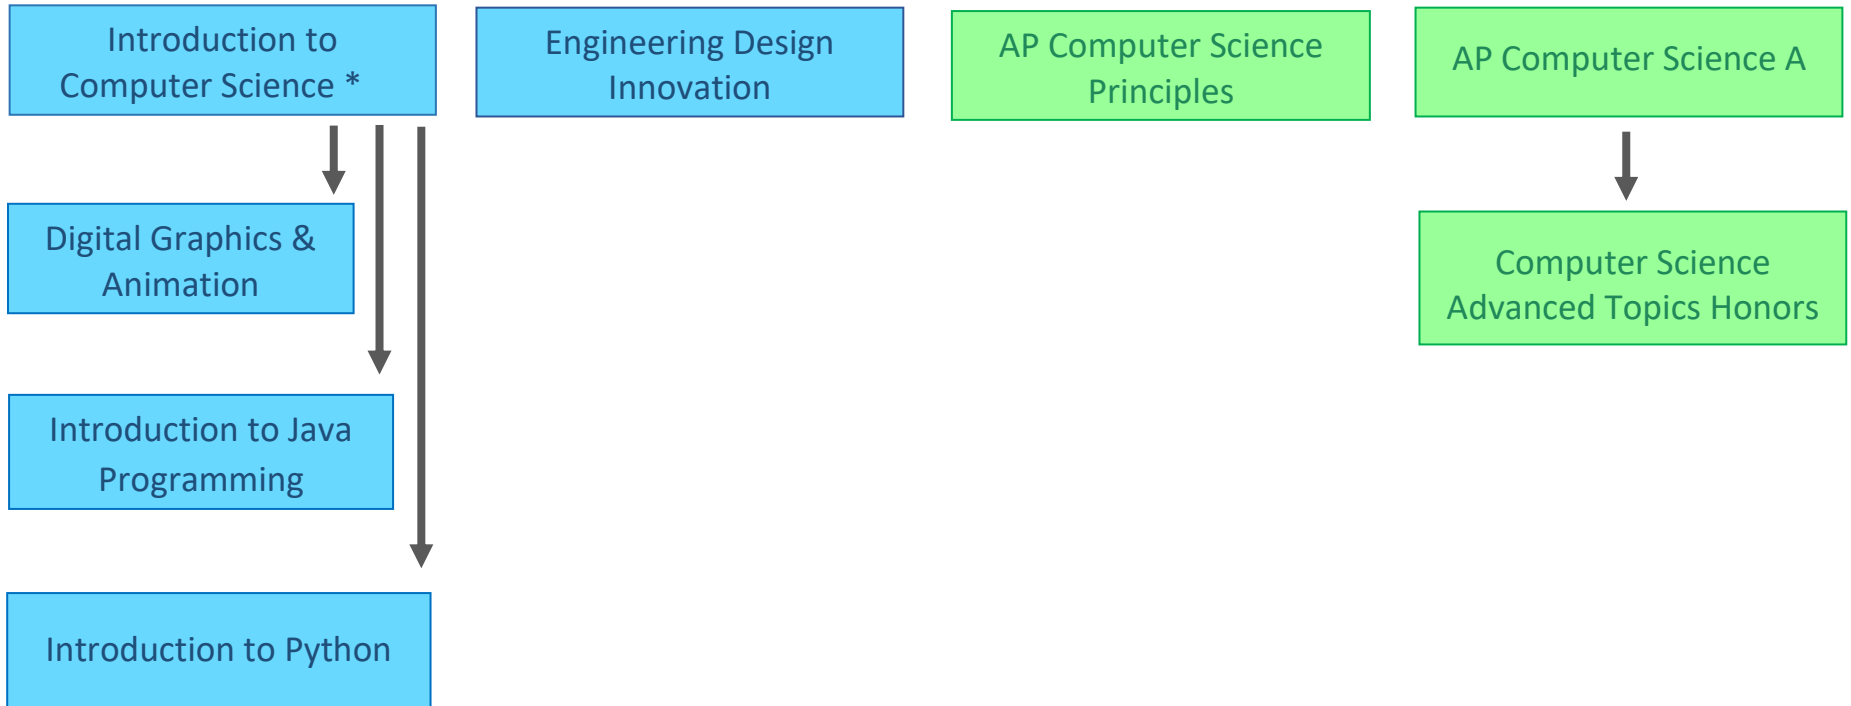 Introduction to
Computer Science *
Engineering Design
Innovation
AP Computer Science
Principles
AP Computer Science A
Digital Graphics &
Animation
Computer Science
Advanced Topics Honors
Introduction to Java
Programming
Introduction to Python